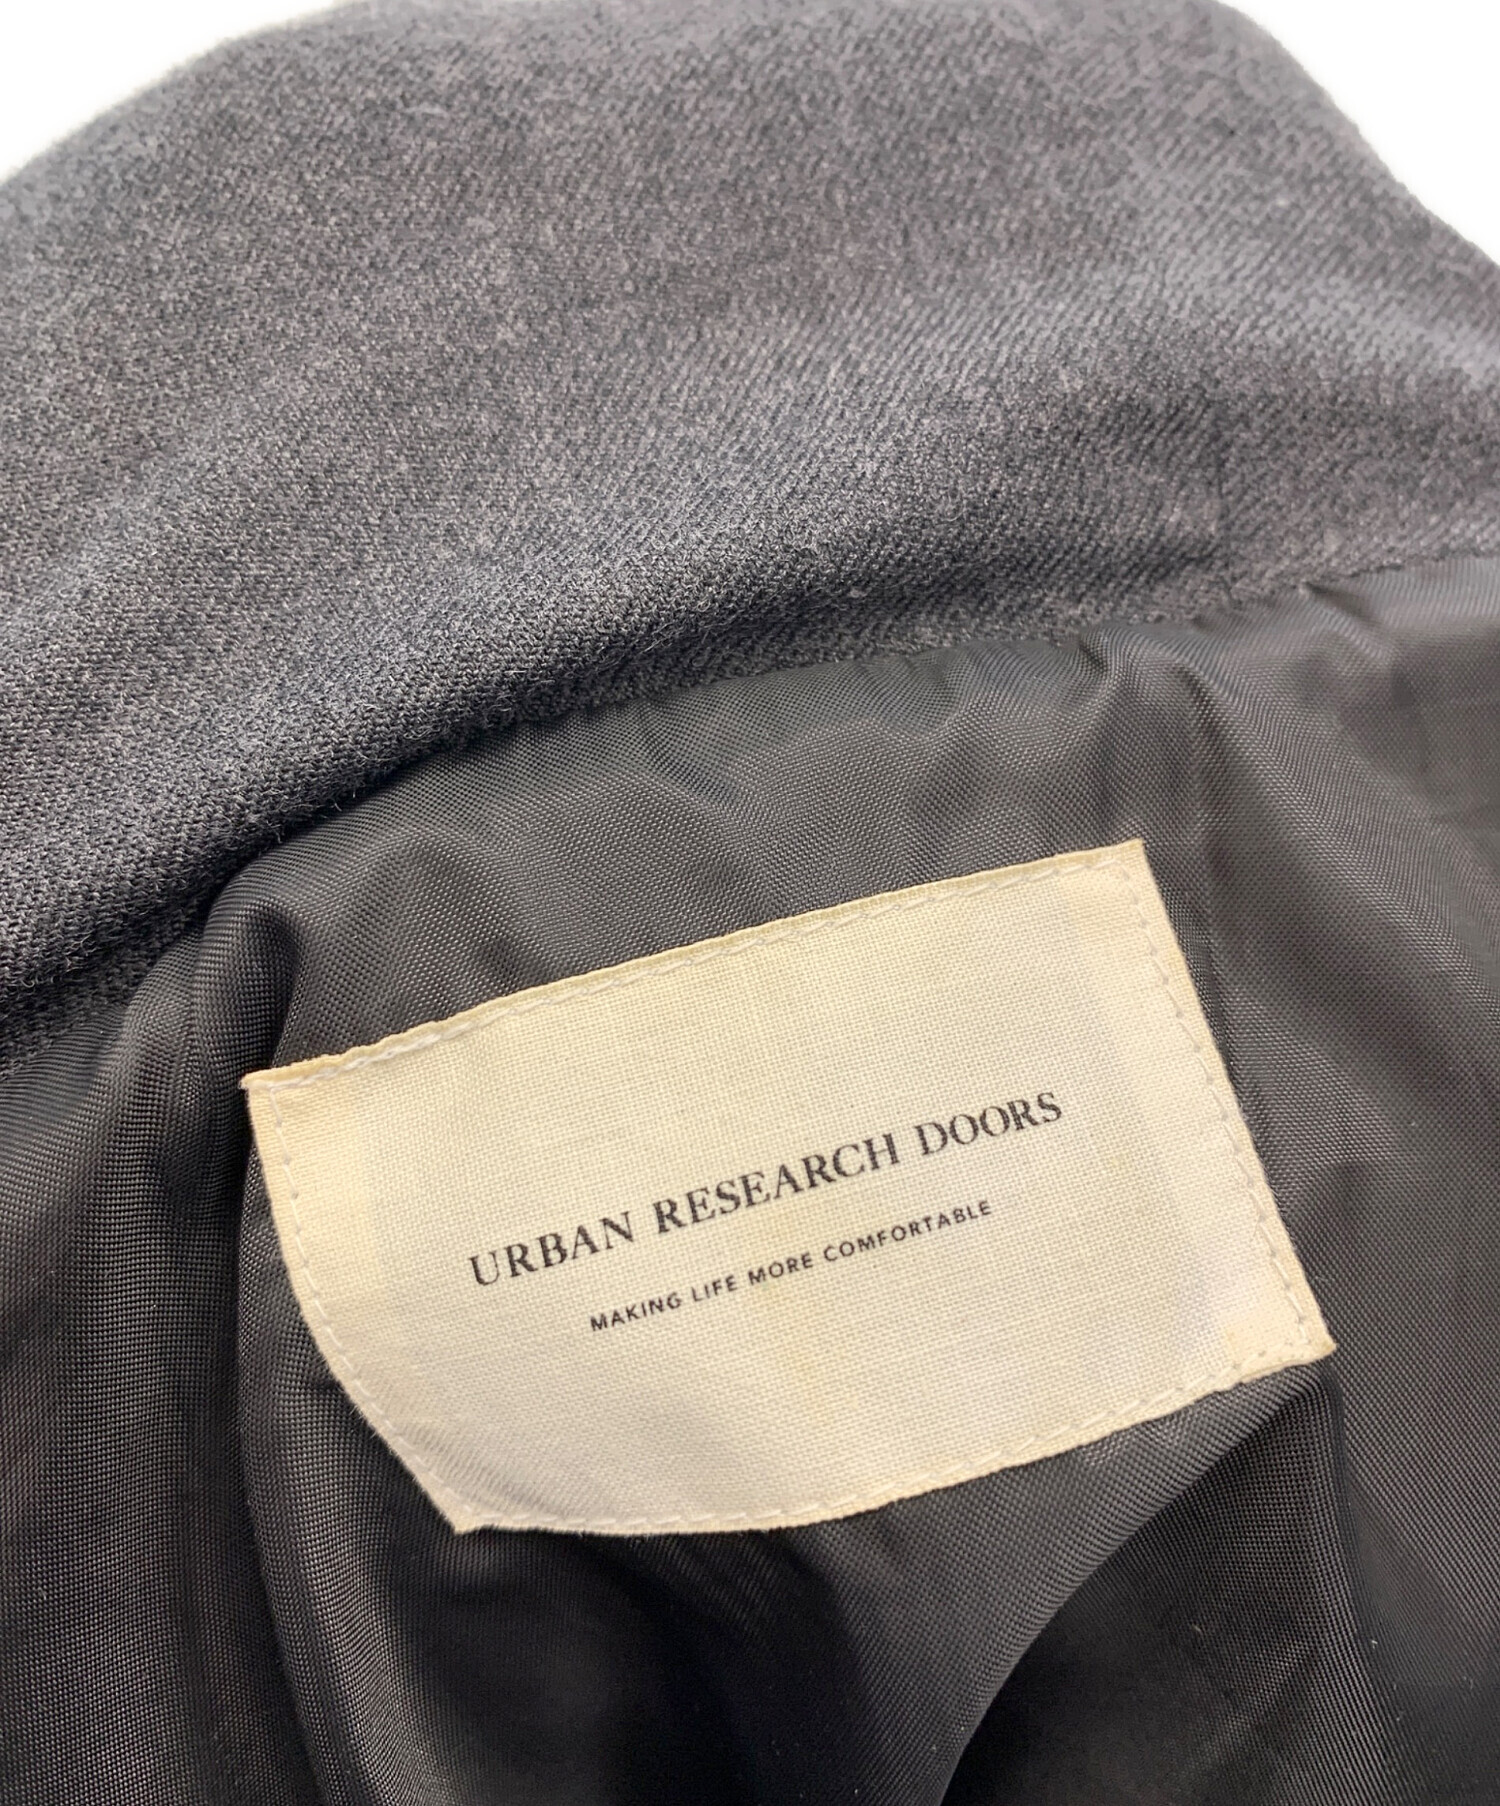 URBAN RESEARCH DOORS
MAKING LIFE MORE COMFORTABLE